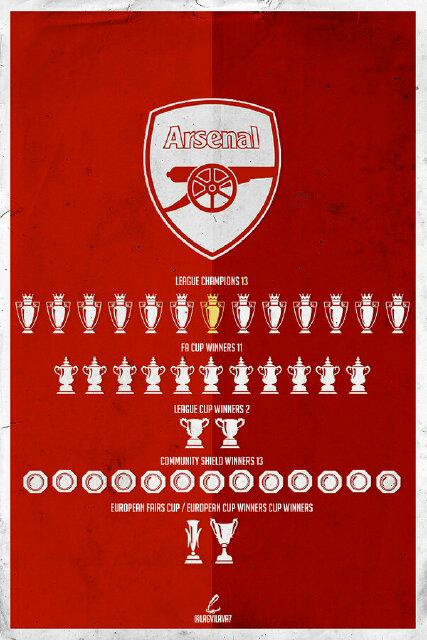 Arsenal
LEAGUE CHAMPIONS 13
FA CUP WINNERS 11
LEAGUE CUP WINNERS 2
COMMUNITY SHIELD WINNERS 13
EUROPEAN FAIRS CUP / EUROPEAN CUP WINNERS CUP WINNERS